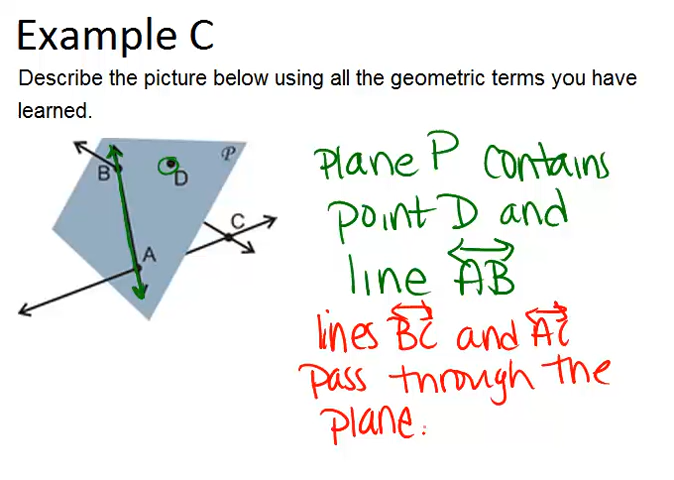 Example C
Describe the picture below using all the geometric terms you have
learned.
P
B
D
C
A
Plane P contains
point D and
line AB
lines BC and AC
pass through the
plane.